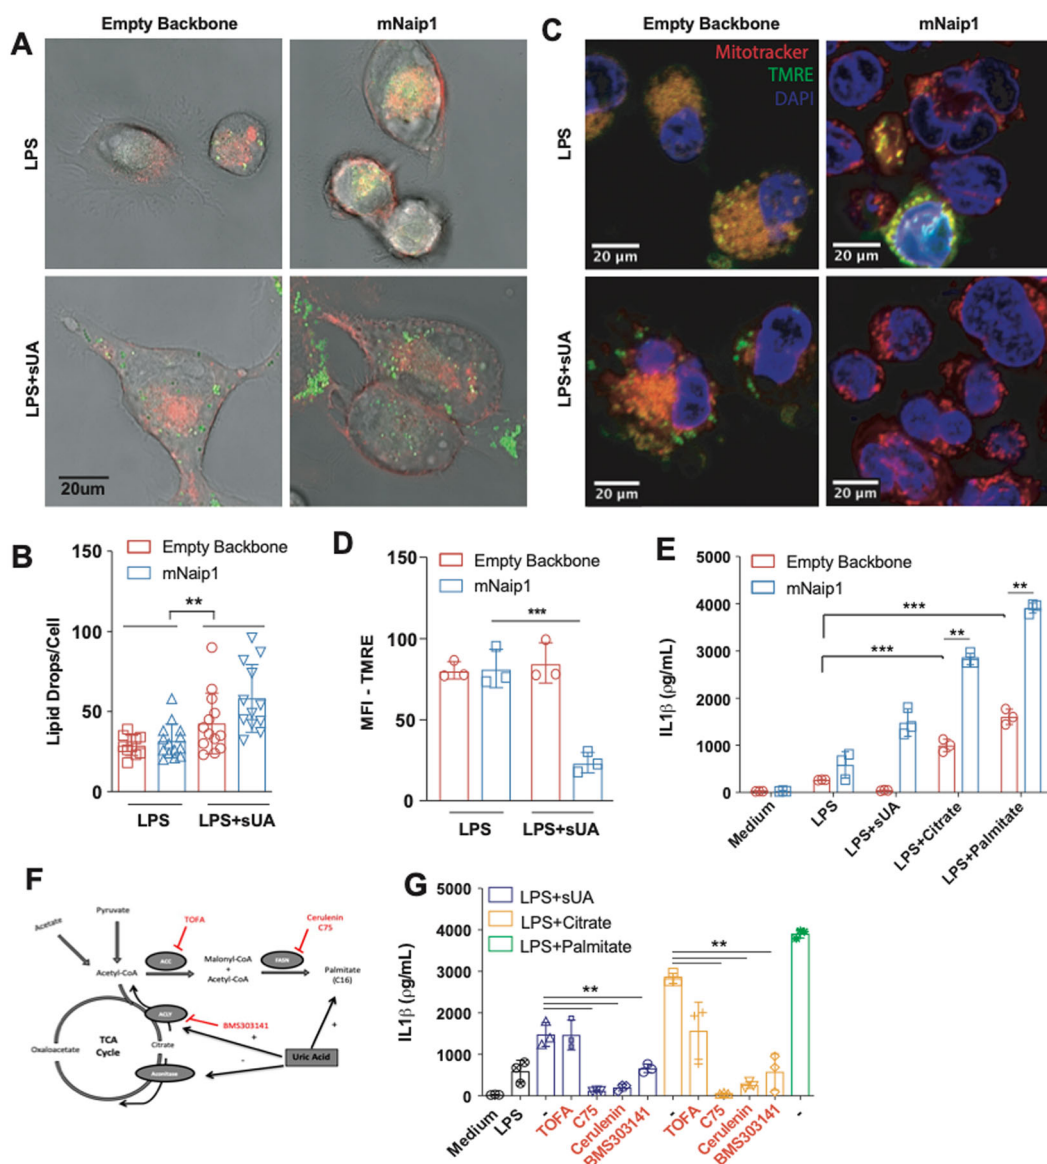 A
Empty Backbone
mNaip1
LPS
LPS+sUA
20um
C
Empty Backbone
mNaip1
Mitotracker
TMRE
DAPI
LPS
20 µm
20 µm
LPS+sUA
20 µm
20 µm
B
150
100
50
0
Lipid Drops/Cell
Empty Backbone
mNaip1
**
LPS
LPS+sUA
D
150
100
50
0
MFI - TMRE
Empty Backbone
mNaip1
***
LPS
LPS+sUA
E
5000
4000
3000
2000
1000
0
IL1β (ρg/mL)
Empty Backbone
mNaip1
***
***
**
**
Medium
LPS
LPS+sUA
LPS+Citrate
LPS+Palmitate
F
Acetate
Pyruvate
TOFA
Cerulenin
C75
Acetyl-CoA
ACC
Malonyl-CoA
+
Acetyl-CoA
FASN
Palmitate
(C16)
ACLY
BMS303141
+
+
-
Uric Acid
Oxaloacetate
TCA
Cycle
Citrate
Aconitase
G
5000
4000
3000
2000
1000
0
IL1β (ρg/mL)
LPS+sUA
LPS+Citrate
LPS+Palmitate
**
**
Medium
LPS
-
TOFA
C75
Cerulenin
BMS303141
-
TOFA
C75
Cerulenin
BMS303141
-